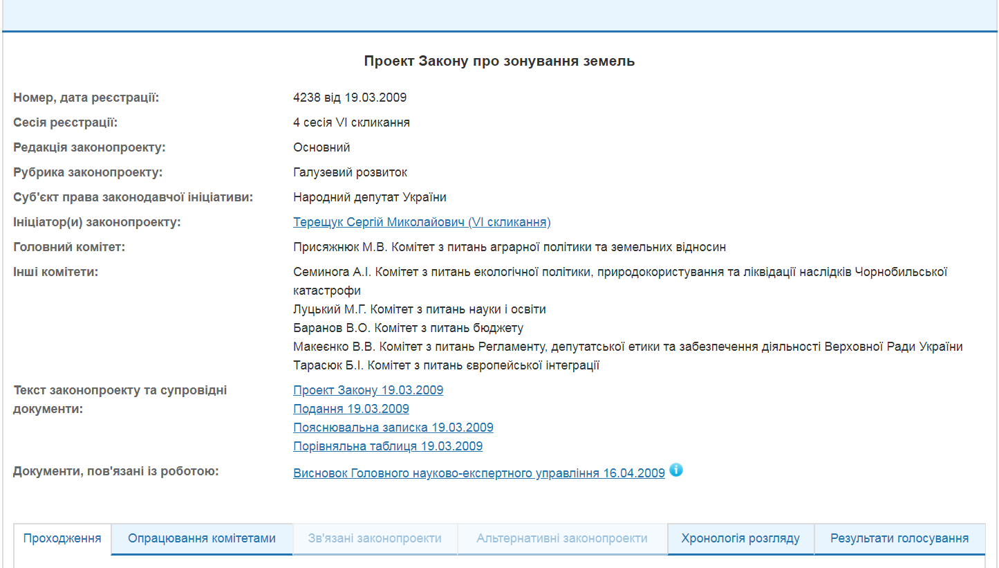 Проект Закону про зонування земель
Номер, дата реєстрації:
4238 від 19.03.2009
Сесія реєстрації:
4 сесія VI скликання
Редакція законопроекту:
Основний
Рубрика законопроекту:
Галузевий розвиток
Суб'єкт права законодавчої ініціативи:
Народний депутат України
Ініціатор(и) законопроекту:
Терещук Сергій Миколайович (VI скликання)
Головний комітет:
Присяжнюк М.В. Комітет з питань аграрної політики та земельних відносин
Інші комітети:
Семинога А.І. Комітет з питань екологічної політики, природокористування та ліквідації наслідків Чорнобильської
катастрофи
Луцький М.Г. Комітет з питань науки і освіти
Баранов В.О. Комітет з питань бюджету
Макеєнко В.В. Комітет з питань Регламенту, депутатської етики та забезпечення діяльності Верховної Ради України
Тарасюк Б.І. Комітет з питань європейської інтеграції
Текст законопроекту та супровідні
документи:
Проект Закону 19.03.2009
Подання 19.03.2009
Пояснювальна записка 19.03.2009
Порівняльна таблиця 19.03.2009
Документи, пов'язані із роботою:
Висновок Головного науково-експертного управління 16.04.2009
Проходження
Опрацювання комітетами
Зв'язані законопроекти
Альтернативні законопроекти
Хронологія розгляду
Результати голосування